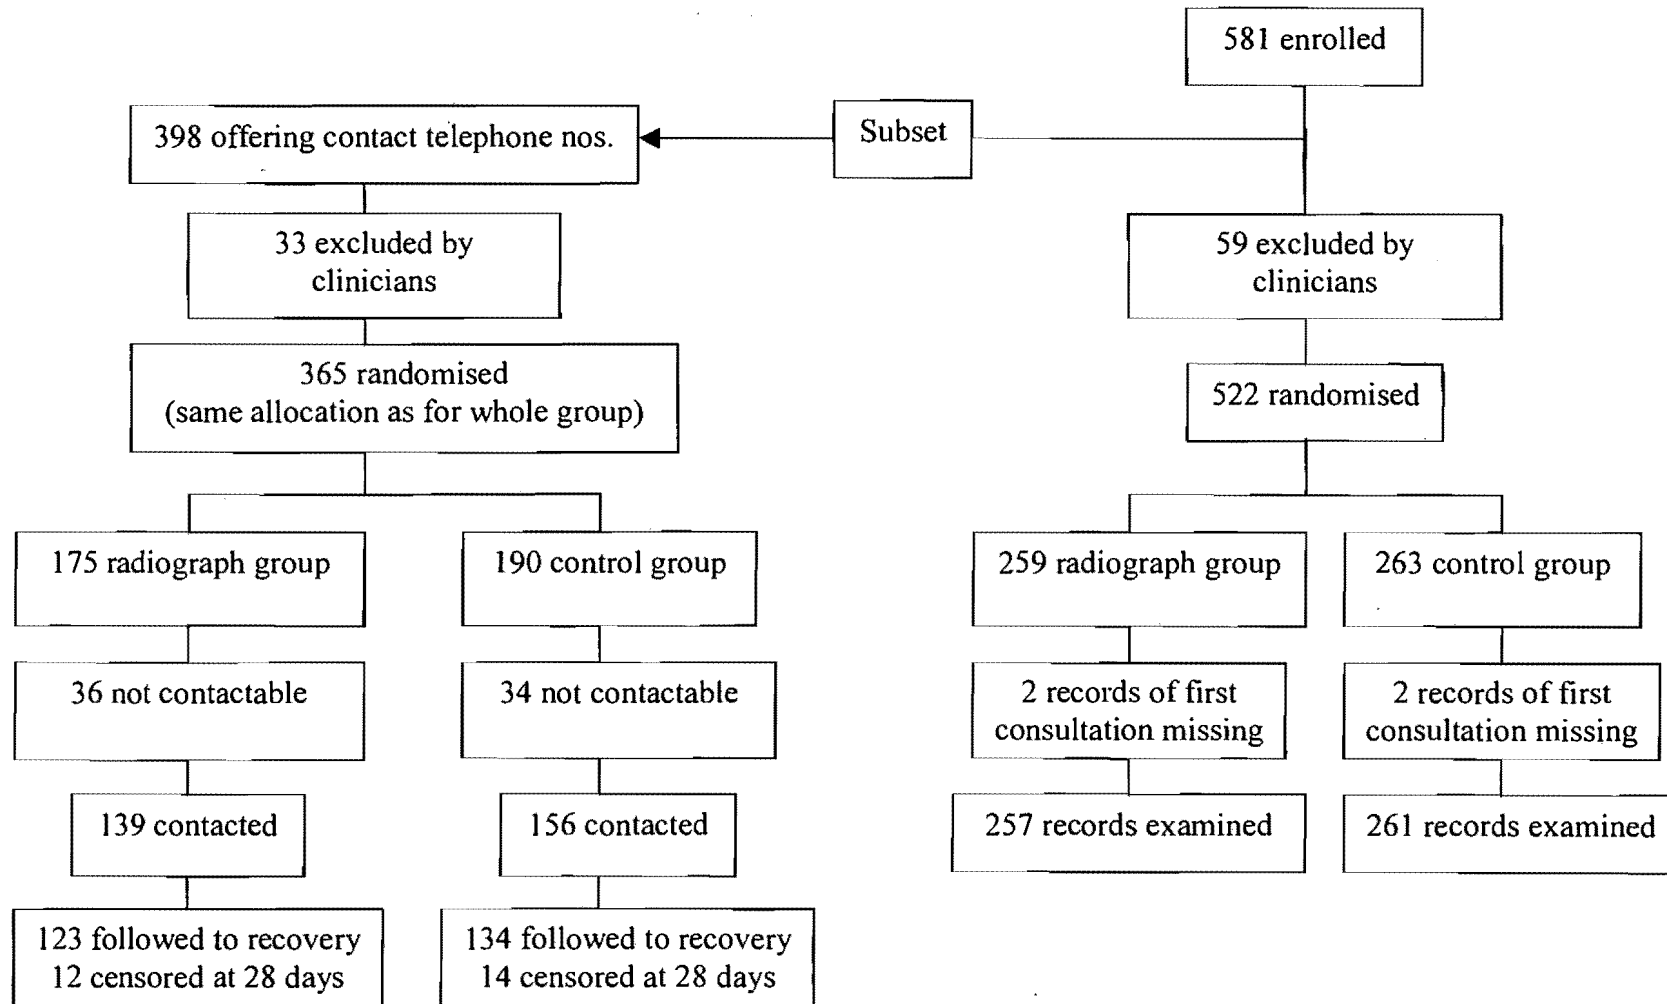 581 enrolled
398 offering contact telephone nos.
Subset
33 excluded by
clinicians
59 excluded by
clinicians
365 randomised
(same allocation as for whole group)
522 randomised
175 radiograph group
190 control group
259 radiograph group
263 control group
36 not contactable
34 not contactable
2 records of first
consultation missing
2 records of first
consultation missing
139 contacted
156 contacted
257 records examined
261 records examined
123 followed to recovery
12 censored at 28 days
134 followed to recovery
14 censored at 28 days